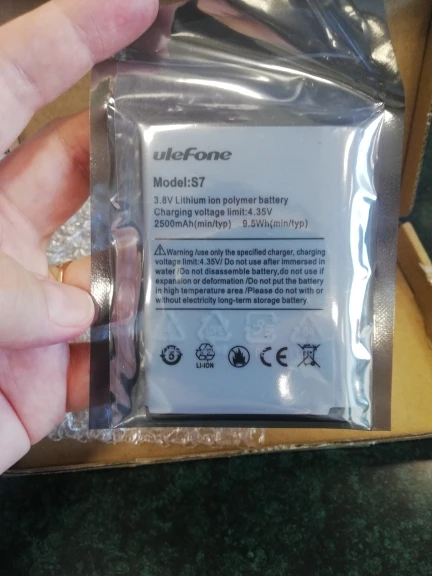 uleFone
Model:S7
3.8V Lithium ion polymer battery
Charging voltage limit:4.35V
2500mAh(min/typ) 9.5Wh(min/typ)
Warning /use only the specified charger, charging
voltage limit:4.35V/ Do not use after immersed in
water /Do not disassemble battery,do not use if
expansion or deformation /Do not put the battery
in high temperature area /Please do not with or
without electricity long-term storage battery.
5
LI-ION
CE